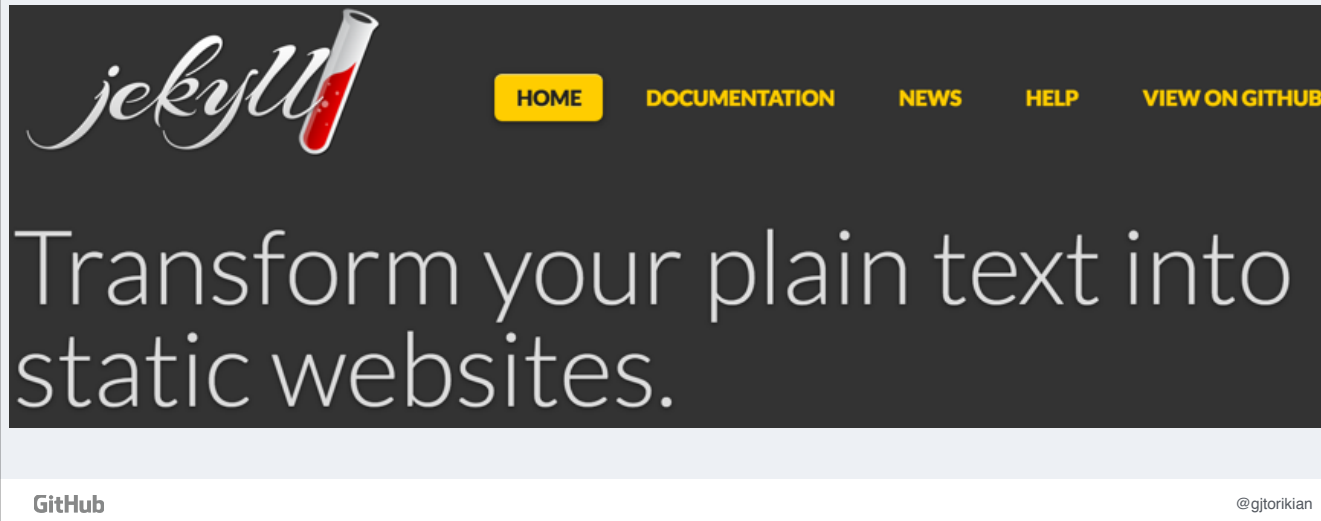 jekyll
HOME DOCUMENTATION NEWS HELP VIEW ON GITHUB
Transform your plain text into
static websites.
GitHub @gjtorikian